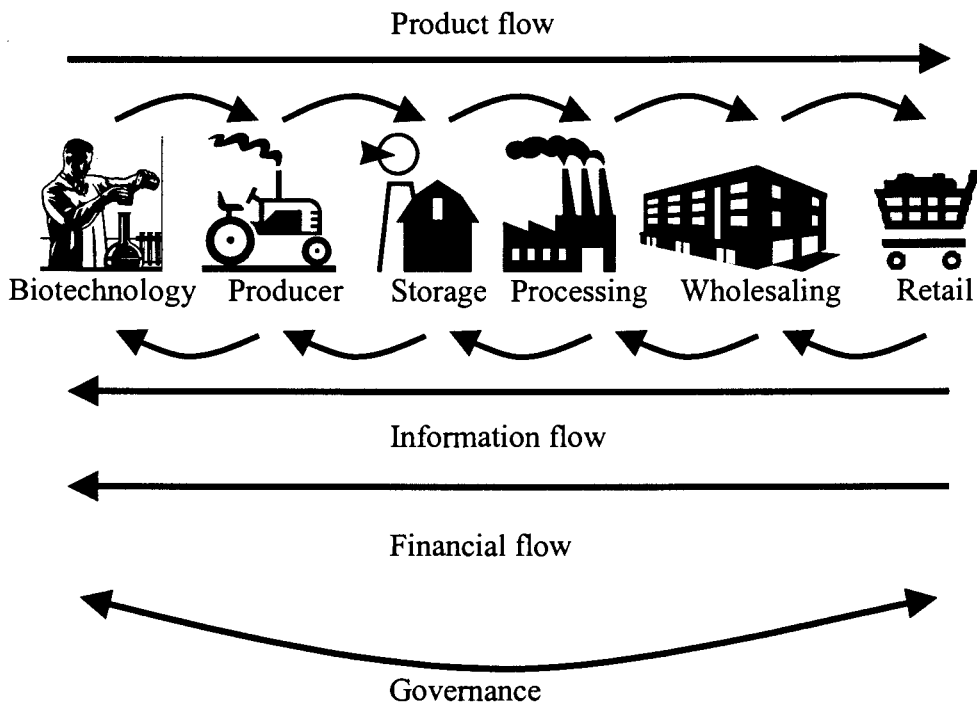 Product flow
Biotechnology Producer Storage Processing Wholesaling Retail
Information flow
Financial flow
Governance